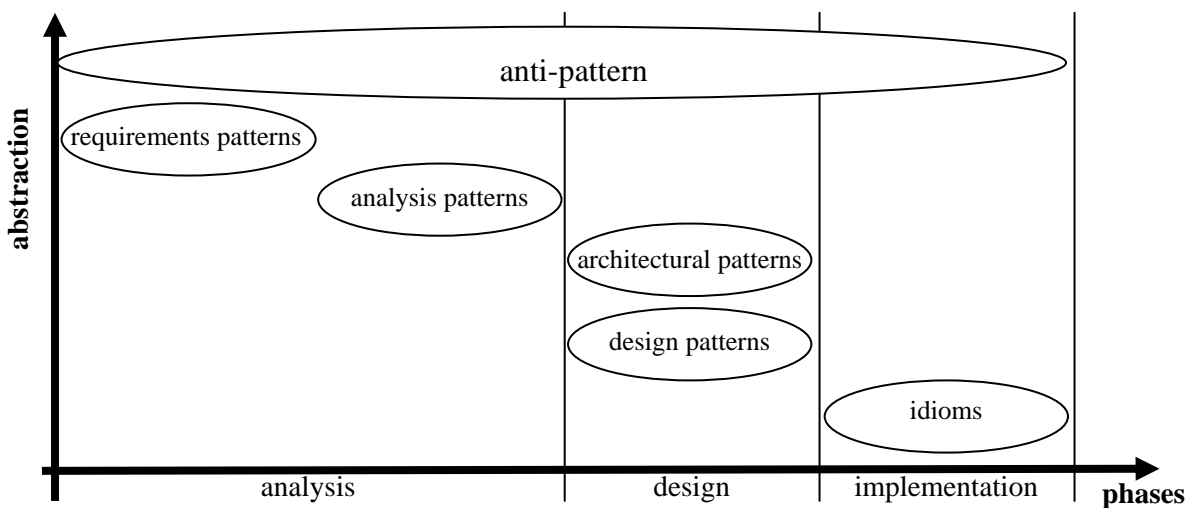 anti-pattern
requirements patterns
analysis patterns
architectural patterns
design patterns
idioms
abstraction
analysis
design
implementation
phases